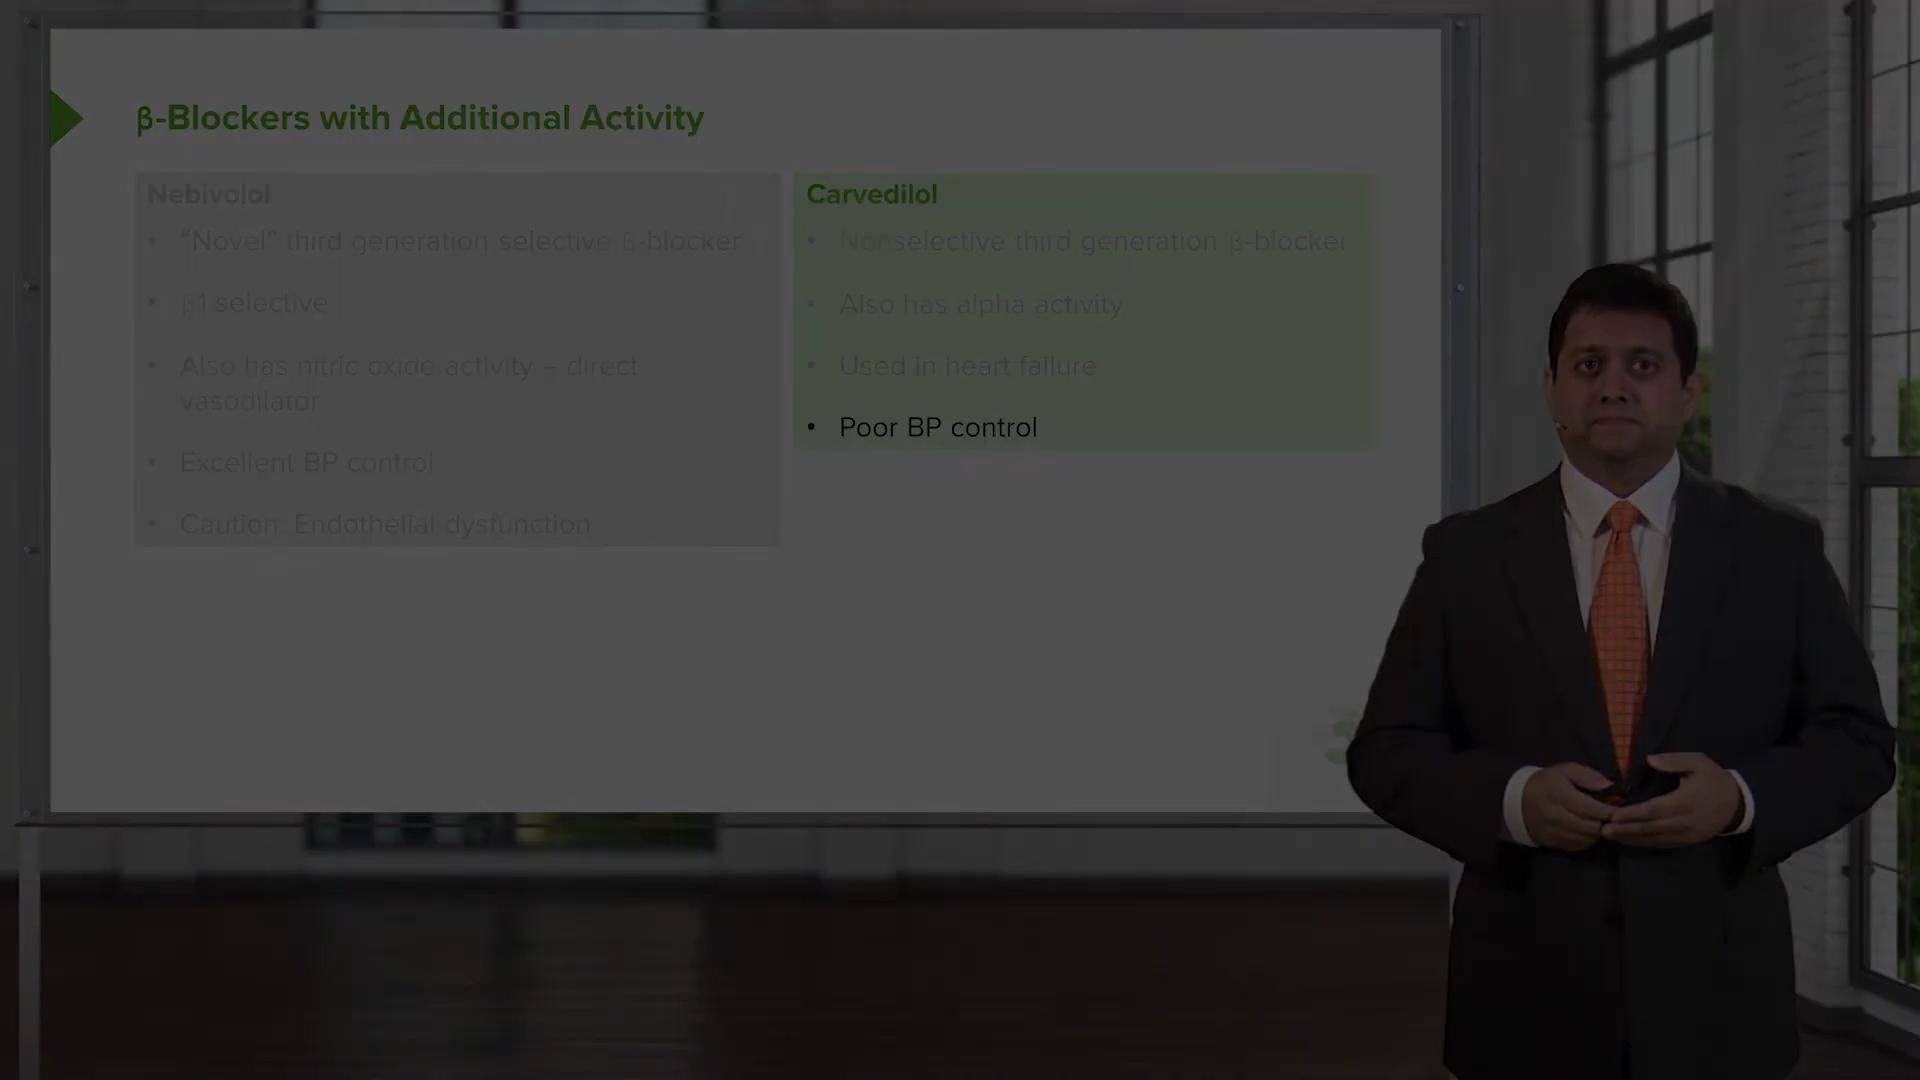 β-Blockers with Additional Activity
Nebivolol
• “Novel” third generation selective ß-blocker
• β1 selective
• Also has nitric oxide activity – direct
vasodilator
• Excellent BP control
• Caution: Endothelial dysfunction
Carvedilol
• Nonselective third generation β-blocker
• Also has alpha activity
• Used in heart failure
• Poor BP control